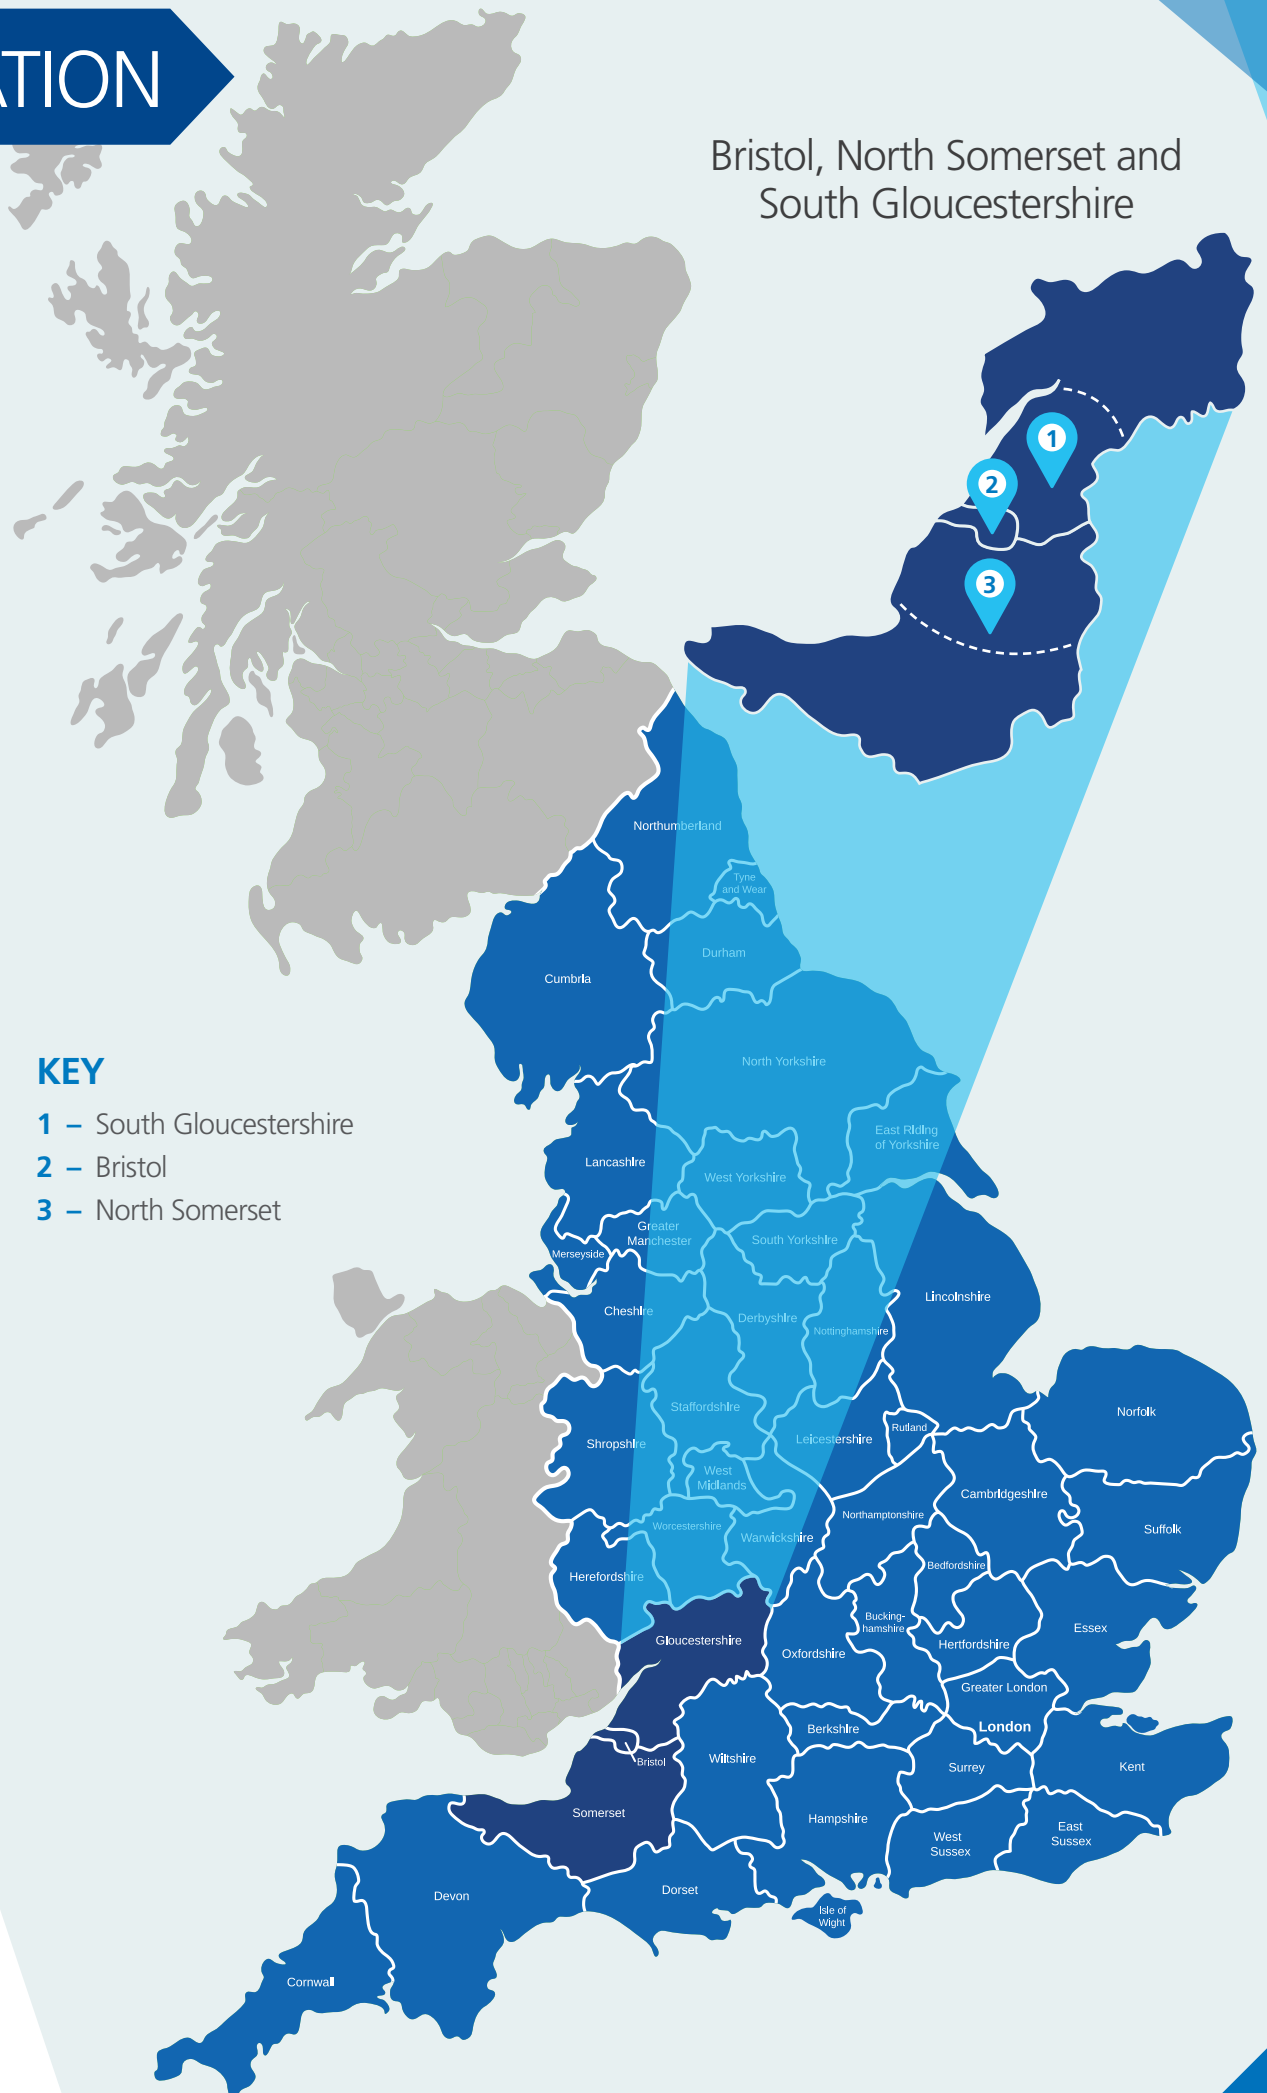 ATION
Bristol, North Somerset and
South Gloucestershire
1
2
3
KEY
1 – South Gloucestershire
2 – Bristol
3 – North Somerset
Northumberland
Tyne
and Wear
Durham
Cumbria
North Yorkshire
East Riding
of Yorkshire
Lancashire
West Yorkshire
Greater
Manchester
South Yorkshire
Merseyside
Cheshire
Derbyshire
Nottinghamshire
Lincolnshire
Staffordshire
Shropshire
Leicestershire
Rutland
Norfolk
West
Midlands
Cambridgeshire
Northamptonshire
Suffolk
Worcestershire
Warwickshire
Herefordshire
Bedfordshire
Bucking-
hamshire
Gloucestershire
Oxfordshire
Hertfordshire
Essex
Greater London
London
Berkshire
Bristol
Wiltshire
Surrey
Kent
Somerset
Hampshire
West
Sussex
East
Sussex
Devon
Dorset
Isle of
Wight
Cornwall